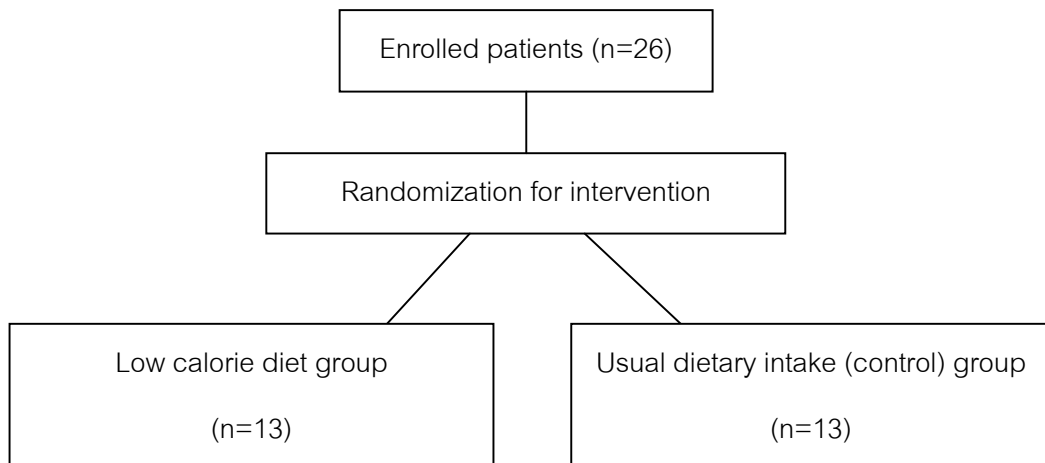 Enrolled patients (n=26)
Randomization for intervention
Low calorie diet group
(n=13)
Usual dietary intake (control) group
(n=13)